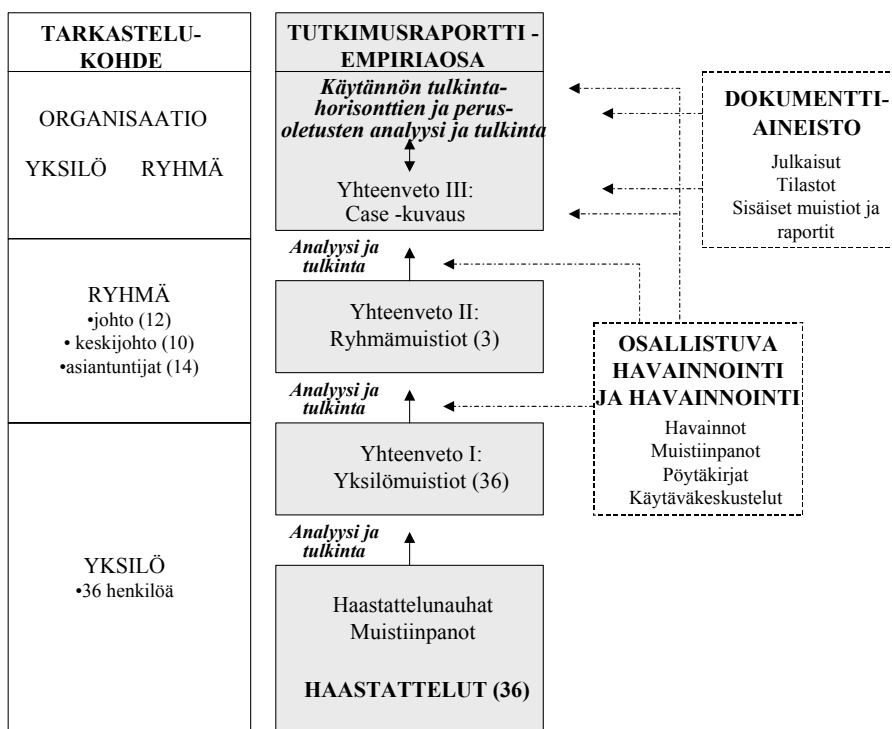 TARKASTELU-
KOHDE
ORGANISAATIO
YKSILÖ RYHMÄ
RYHMÄ
•johto (12)
• keskijohto (10)
•asiantuntijat (14)
YKSILÖ
•36 henkilöä
TUTKIMUSRAPORTTI -
EMPIRIAOSA
Käytännön tulkinta-
horisonttien ja perus-
oletusten analyysi ja tulkinta
Yhteenveto III:
Case -kuvaus
Analyysi ja
tulkinta
Yhteenveto II:
Ryhmämuistiot (3)
Analyysi ja
tulkinta
Yhteenveto I:
Yksilömuistiot (36)
Analyysi ja
tulkinta
Haastattelunauhat
Muistiinpanot
HAASTATTELUT (36)
DOKUMENTTI-
AINEISTO
Julkaisut
Tilastot
Sisäiset muistiot ja
raportit
OSALLISTUVA
HAVAINNOINTI
JA HAVAINNOINTI
Havainnot
Muistiinpanot
Pöytäkirjat
Käytäväkeskustelut